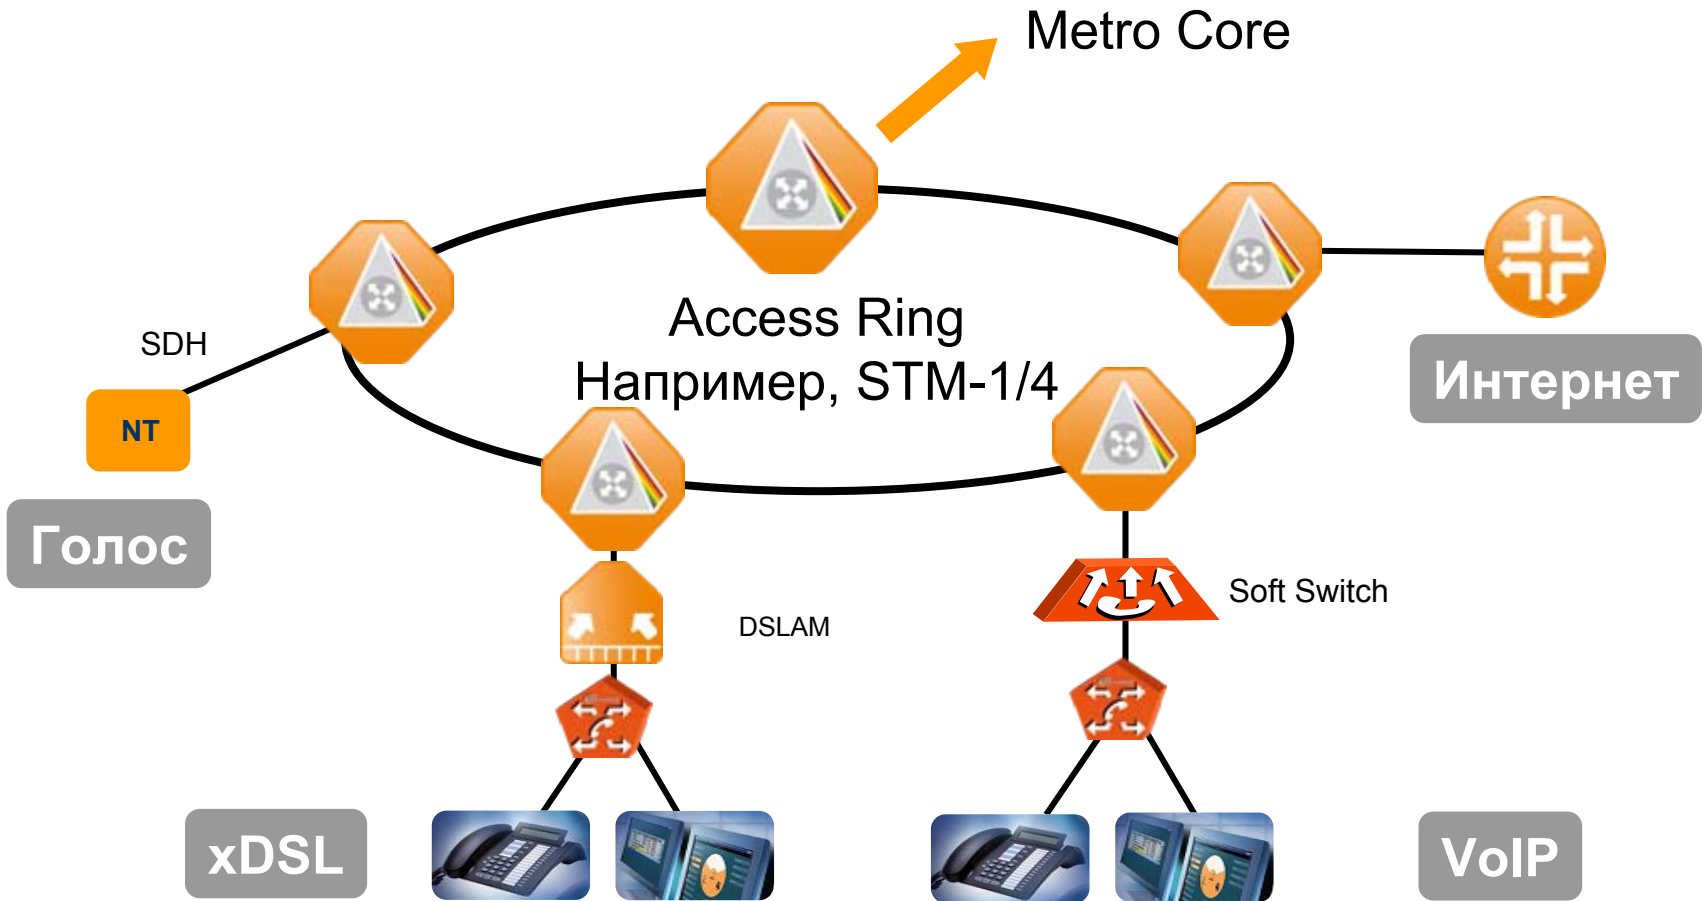 Metro Core
Access Ring
Например, STM-1/4
SDH
NT
Интернет
Голос
Soft Switch
DSLAM
xDSL
VoIP